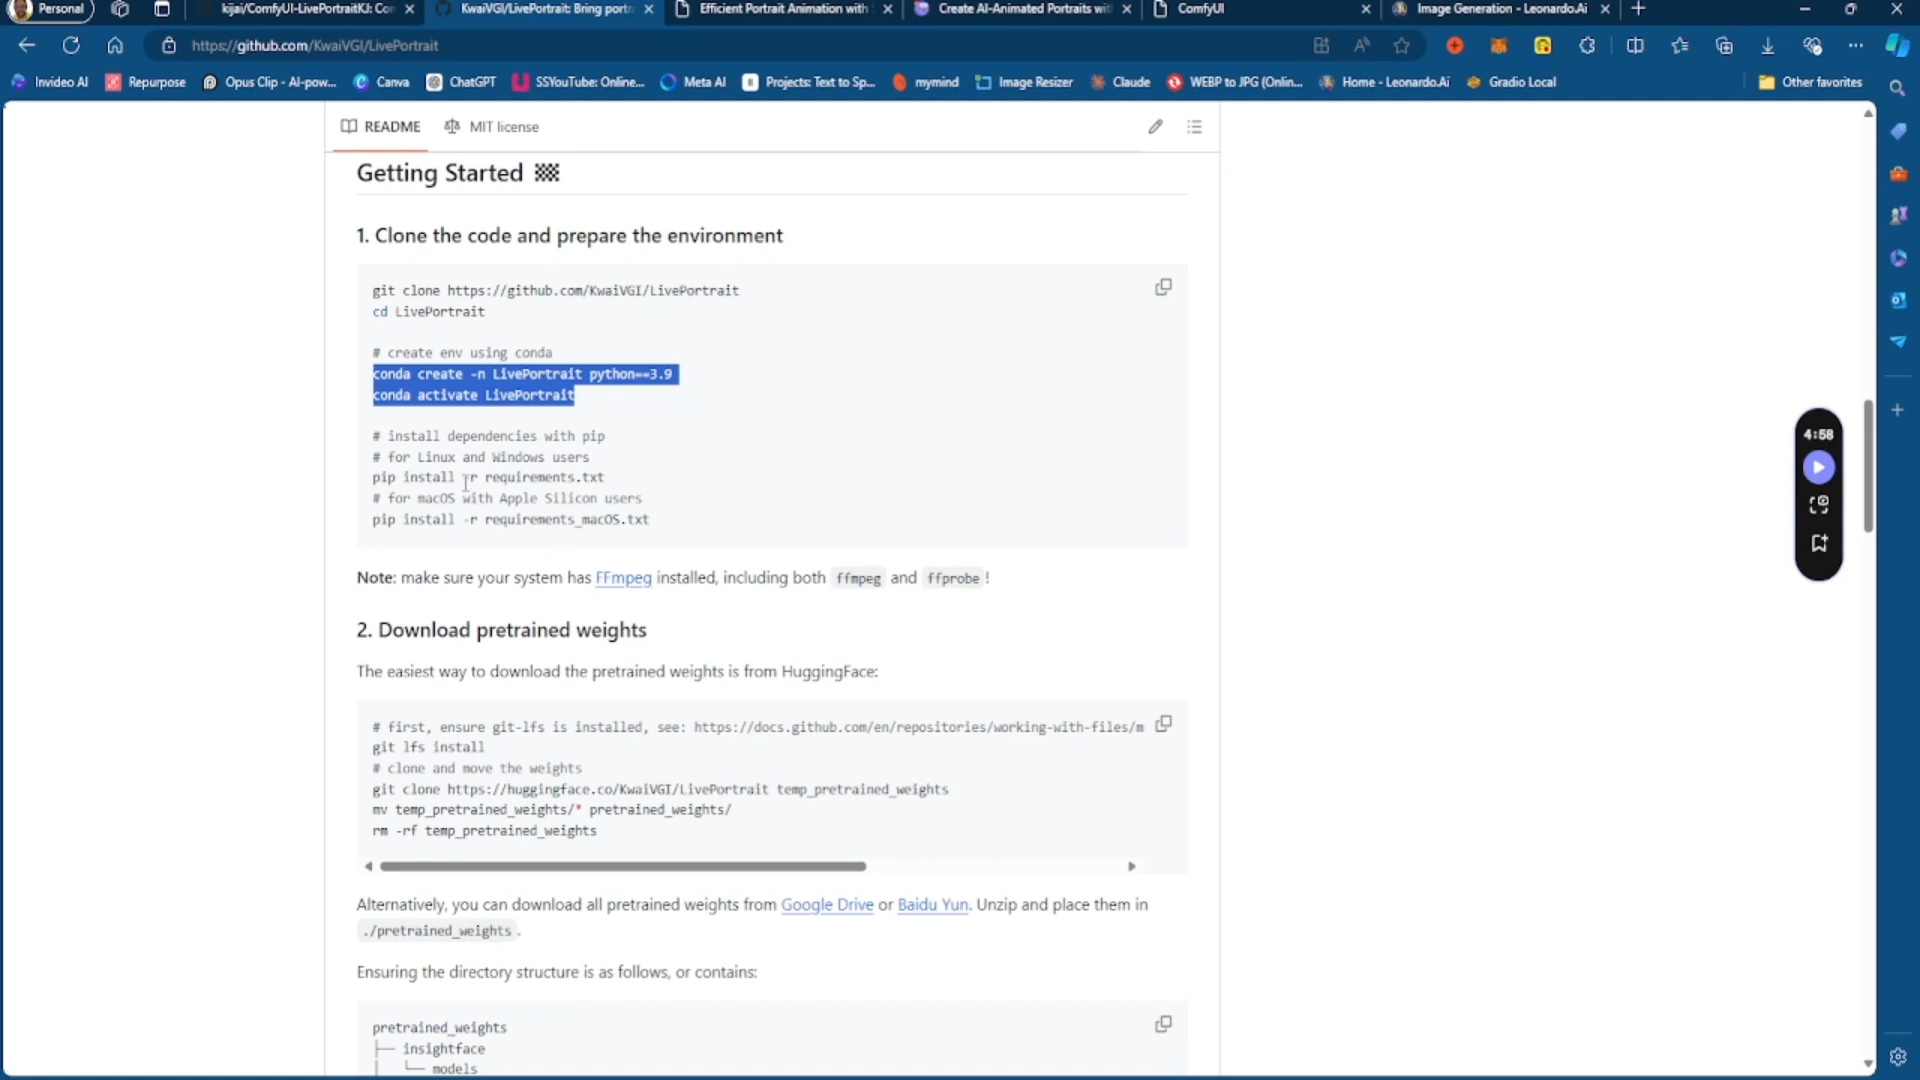 Personal
kijai/ComfyUI-LivePortraitKJ: Co
KwaiVGI/LivePortrait: Bring portr
Efficient Portrait Animation with
Create AI-Animated Portraits wit
ComfyUI
Image Generation - Leonardo.Ai
https://github.com/KwaiVGI/LivePortrait
Invideo AI
Repurpose
Opus Clip - AI-pow...
Canva
ChatGPT
SSYouTube: Online...
Meta AI
Projects: Text to Sp...
mymind
Image Resizer
Claude
WEBP to JPG (Onlin...
Home - Leonardo.Ai
Gradio Local
Other favorites
README
MIT license
Getting Started
1. Clone the code and prepare the environment
git clone https://github.com/KwaiVGI/LivePortrait
cd LivePortrait
# create env using conda
conda create -n LivePortrait python==3.9
conda activate LivePortrait
# install dependencies with pip
# for Linux and Windows users
pip install -r requirements.txt
# for macOS with Apple Silicon users
pip install -r requirements_macOS.txt
4:58
Note: make sure your system has FFmpeg installed, including both ffmpeg and ffprobe !
2. Download pretrained weights
The easiest way to download the pretrained weights is from HuggingFace:
# first, ensure git-lfs is installed, see: https://docs.github.com/en/repositories/working-with-files/m
git lfs install
# clone and move the weights
git clone https://huggingface.co/KwaiVGI/LivePortrait temp_pretrained_weights
mv temp_pretrained_weights/* pretrained_weights/
rm -rf temp_pretrained_weights
Alternatively, you can download all pretrained weights from Google Drive or Baidu Yun. Unzip and place them in
./pretrained_weights .
Ensuring the directory structure is as follows, or contains:
pretrained_weights
├── insightface
│   └── models